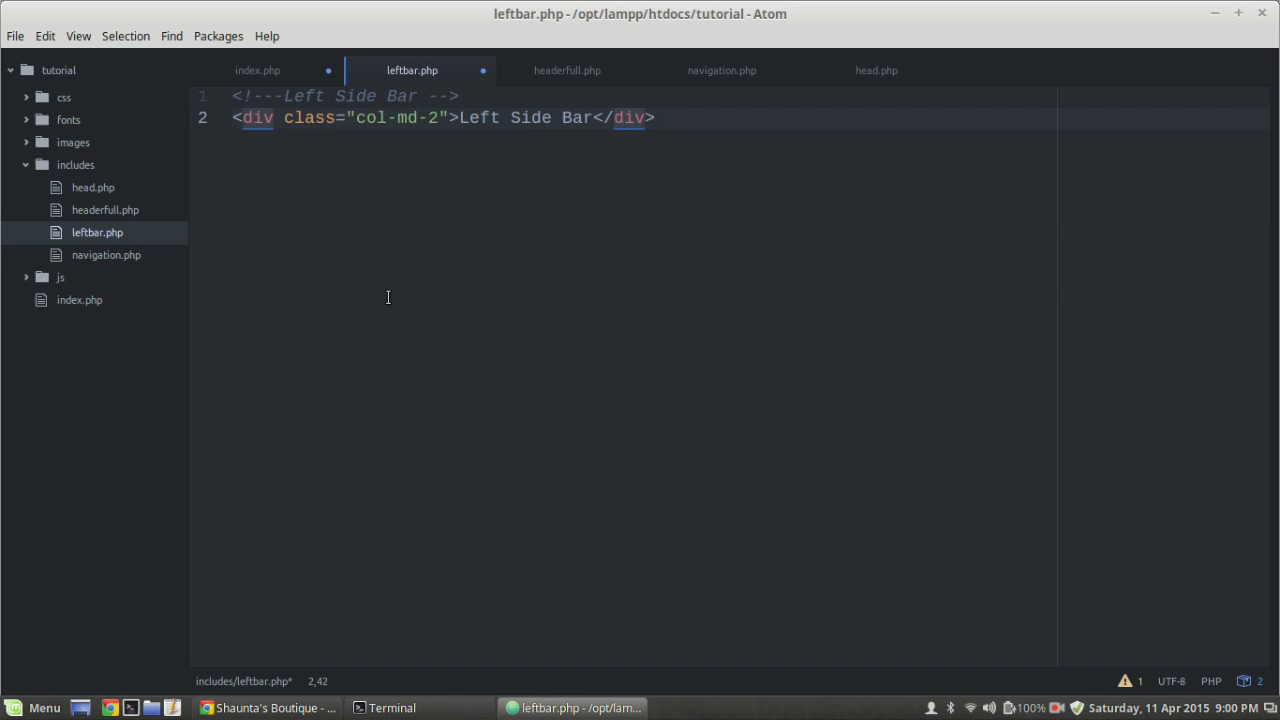 leftbar.php - /opt/lampp/htdocs/tutorial - Atom
File Edit View Selection Find Packages Help
tutorial
index.php leftbar.php headerfull.php navigation.php head.php
css
fonts
images
includes
head.php
headerfull.php
leftbar.php
navigation.php
js
index.php
1 <!---Left Side Bar -->
2 <div class="col-md-2">Left Side Bar</div>
includes/leftbar.php* 2,42 1 UTF-8 PHP 2
Menu Shaunta's Boutique - ... Terminal leftbar.php - /opt/lam... 100% Saturday, 11 Apr 2015 9:00 PM